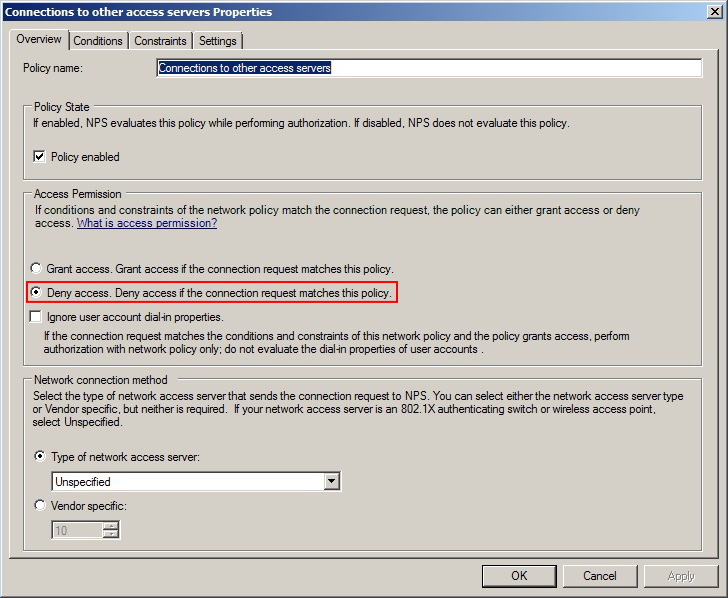 Connections to other access servers Properties
Overview
Conditions
Constraints
Settings
Policy name:
Connections to other access servers
Policy State
If enabled, NPS evaluates this policy while performing authorization. If disabled, NPS does not evaluate this policy.
Policy enabled
Access Permission
If conditions and constraints of the network policy match the connection request, the policy can either grant access or deny
access. What is access permission?
Grant access. Grant access if the connection request matches this policy.
Deny access. Deny access if the connection request matches this policy.
Ignore user account dial-in properties.
If the connection request matches the conditions and constraints of this network policy and the policy grants access, perform
authorization with network policy only; do not evaluate the dial-in properties of user accounts .
Network connection method
Select the type of network access server that sends the connection request to NPS. You can select either the network access server type
or Vendor specific, but neither is required.  If your network access server is an 802.1X authenticating switch or wireless access point,
select Unspecified.
Type of network access server:
Unspecified
Vendor specific:
10
OK
Cancel
Apply